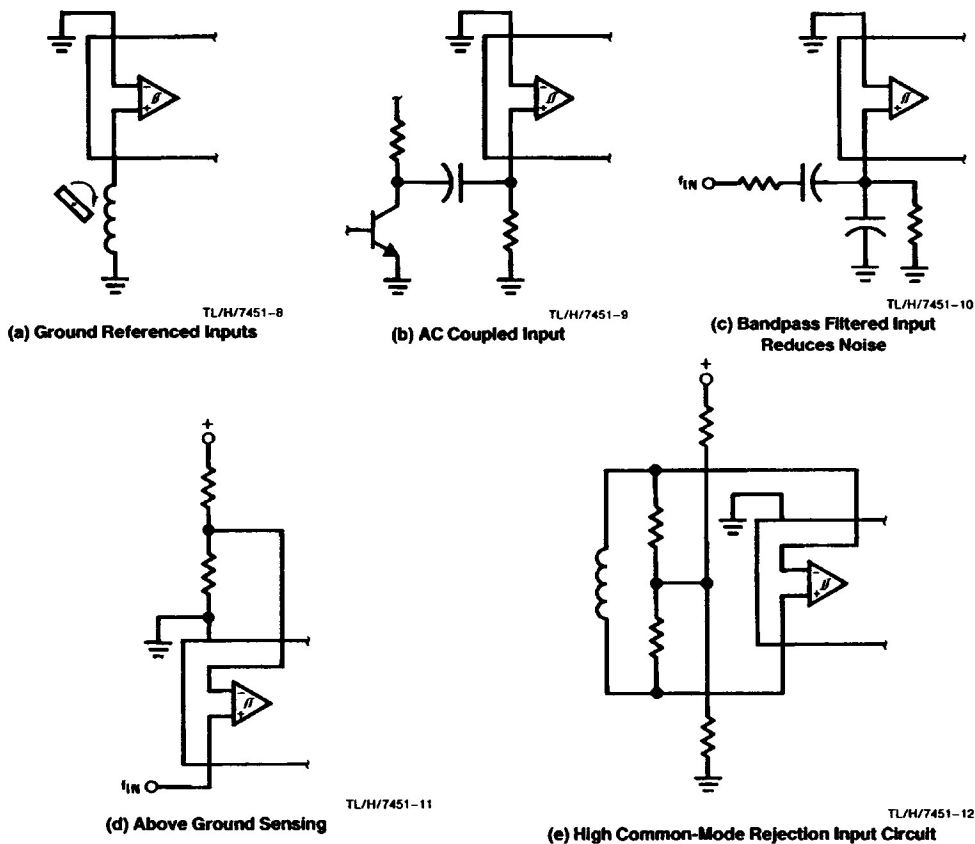 TL/H/7451-8
(a) Ground Referenced Inputs
TL/H/7451-9
(b) AC Coupled Input
fIN
TL/H/7451-10
(c) Bandpass Filtered Input
Reduces Noise
+
fIN
TL/H/7451-11
(d) Above Ground Sensing
+
TL/H/7451-12
(e) High Common-Mode Rejection Input Circuit